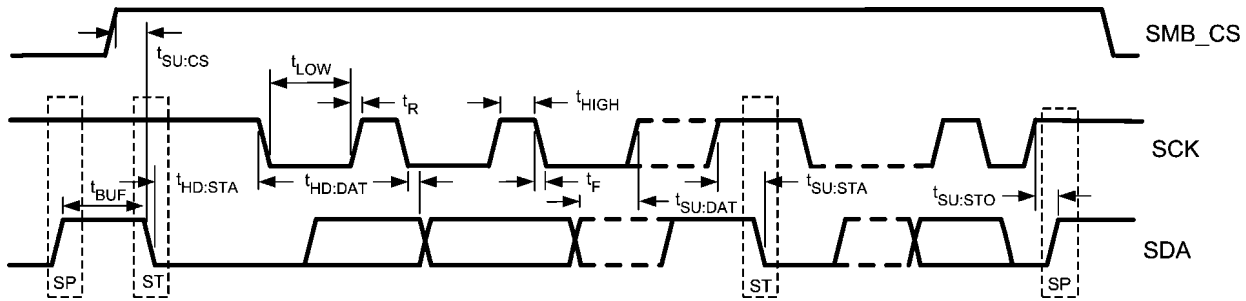 SMB_CS
tSU:CS
tLOW
tR
tHIGH
SCK
tBUF
tHD:STA
tHD:DAT
tF
tSU:DAT
tSU:STA
tSU:STO
SDA
SP
ST
ST
SP